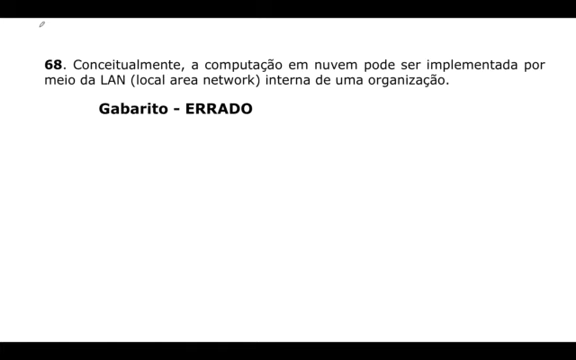 68. Conceitualmente, a computação em nuvem pode ser implementada por
meio da LAN (local area network) interna de uma organização.
Gabarito - ERRADO